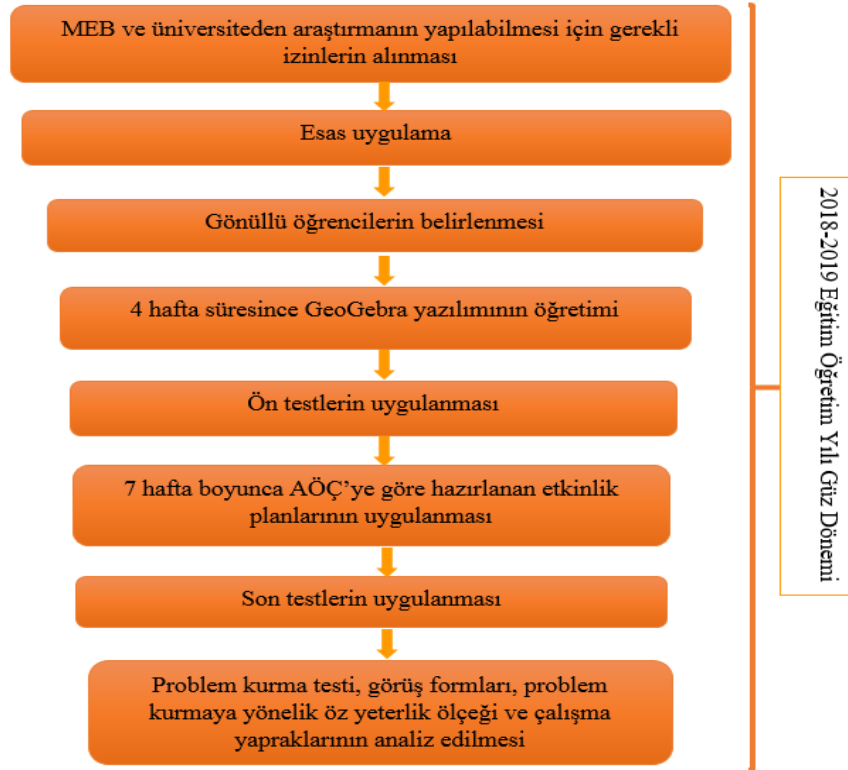 MEB ve üniversiteden araştırmanın yapılabilmesi için gerekli
izinlerin alınması
Esas uygulama
Gönüllü öğrencilerin belirlenmesi
4 hafta süresince GeoGebra yazılımının öğretimi
Ön testlerin uygulanması
7 hafta boyunca AÖÇ’ye göre hazırlanan etkinlik
planlarının uygulanması
Son testlerin uygulanması
Problem kurma testi, görüş formları, problem
kurmaya yönelik öz yeterlik ölçeği ve çalışma
yapraklarının analiz edilmesi
2018-2019 Eğitim Öğretim Yılı Güz Dönemi